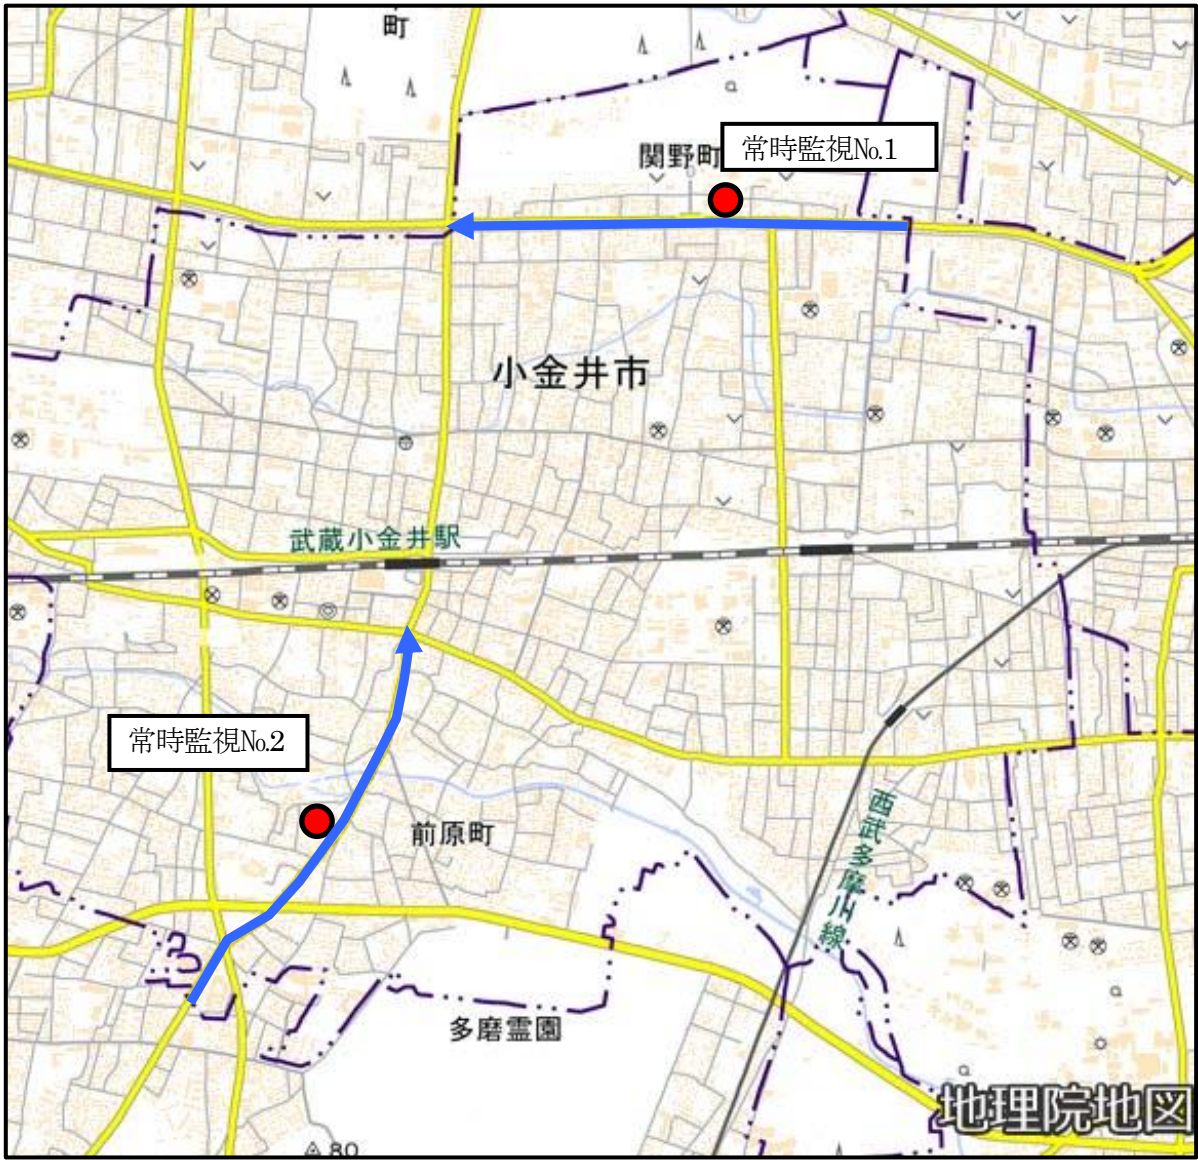 町
関野町
常時監視№1
小金井市
武蔵小金井駅
常時監視№2
前原町
西武多摩川線
多磨霊園
地理院地図
80